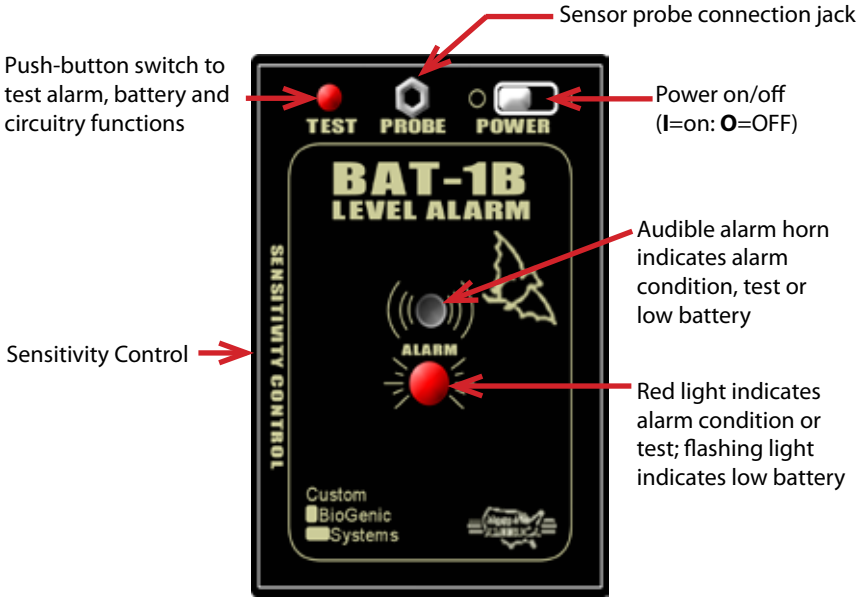 Sensor probe connection jack
Push-button switch to
test alarm, battery and
circuitry functions
Power on/off
(I=on: O=OFF)
TEST
PROBE
POWER
BAT-1B
LEVEL ALARM
Audible alarm horn
indicates alarm
condition, test or
low battery
SENSITIVITY CONTROL
Sensitivity Control
ALARM
Red light indicates
alarm condition or
test; flashing light
indicates low battery
Custom
BioGenic
Systems